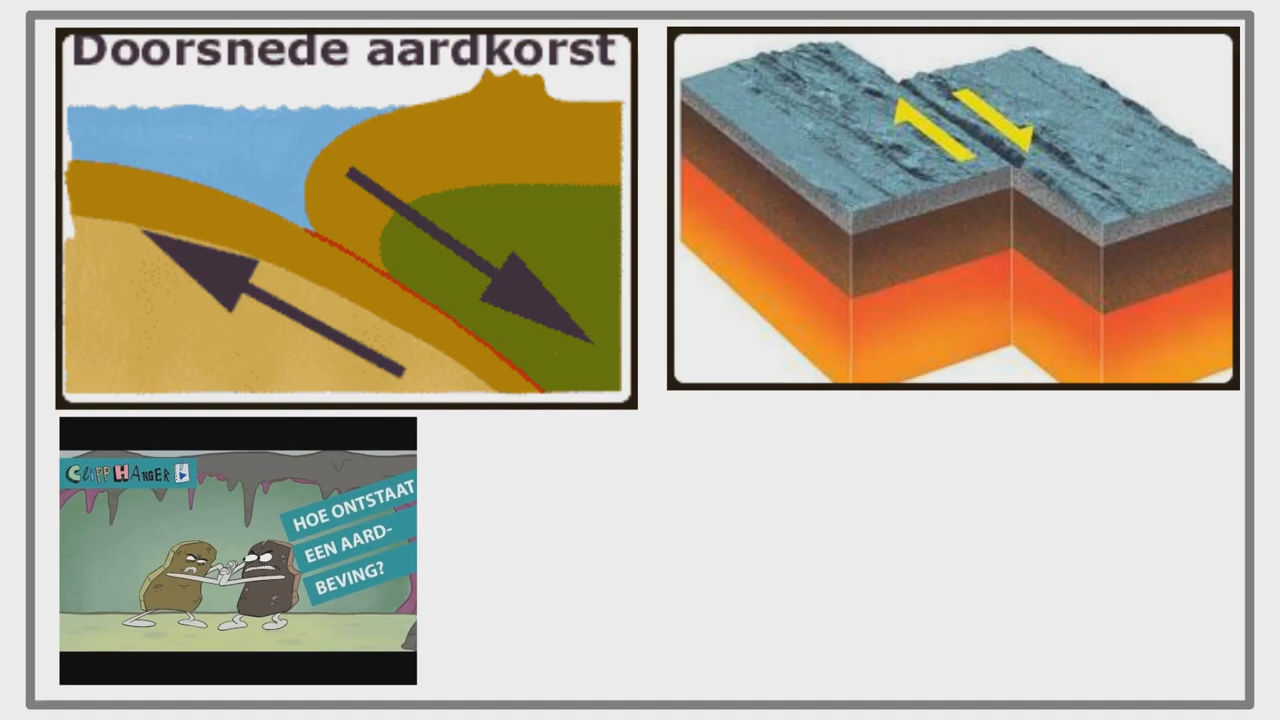 Doorsnede aardkorst
CLIPPHANGER
HOE ONTSTAAT
EEN AARD-
BEVING?